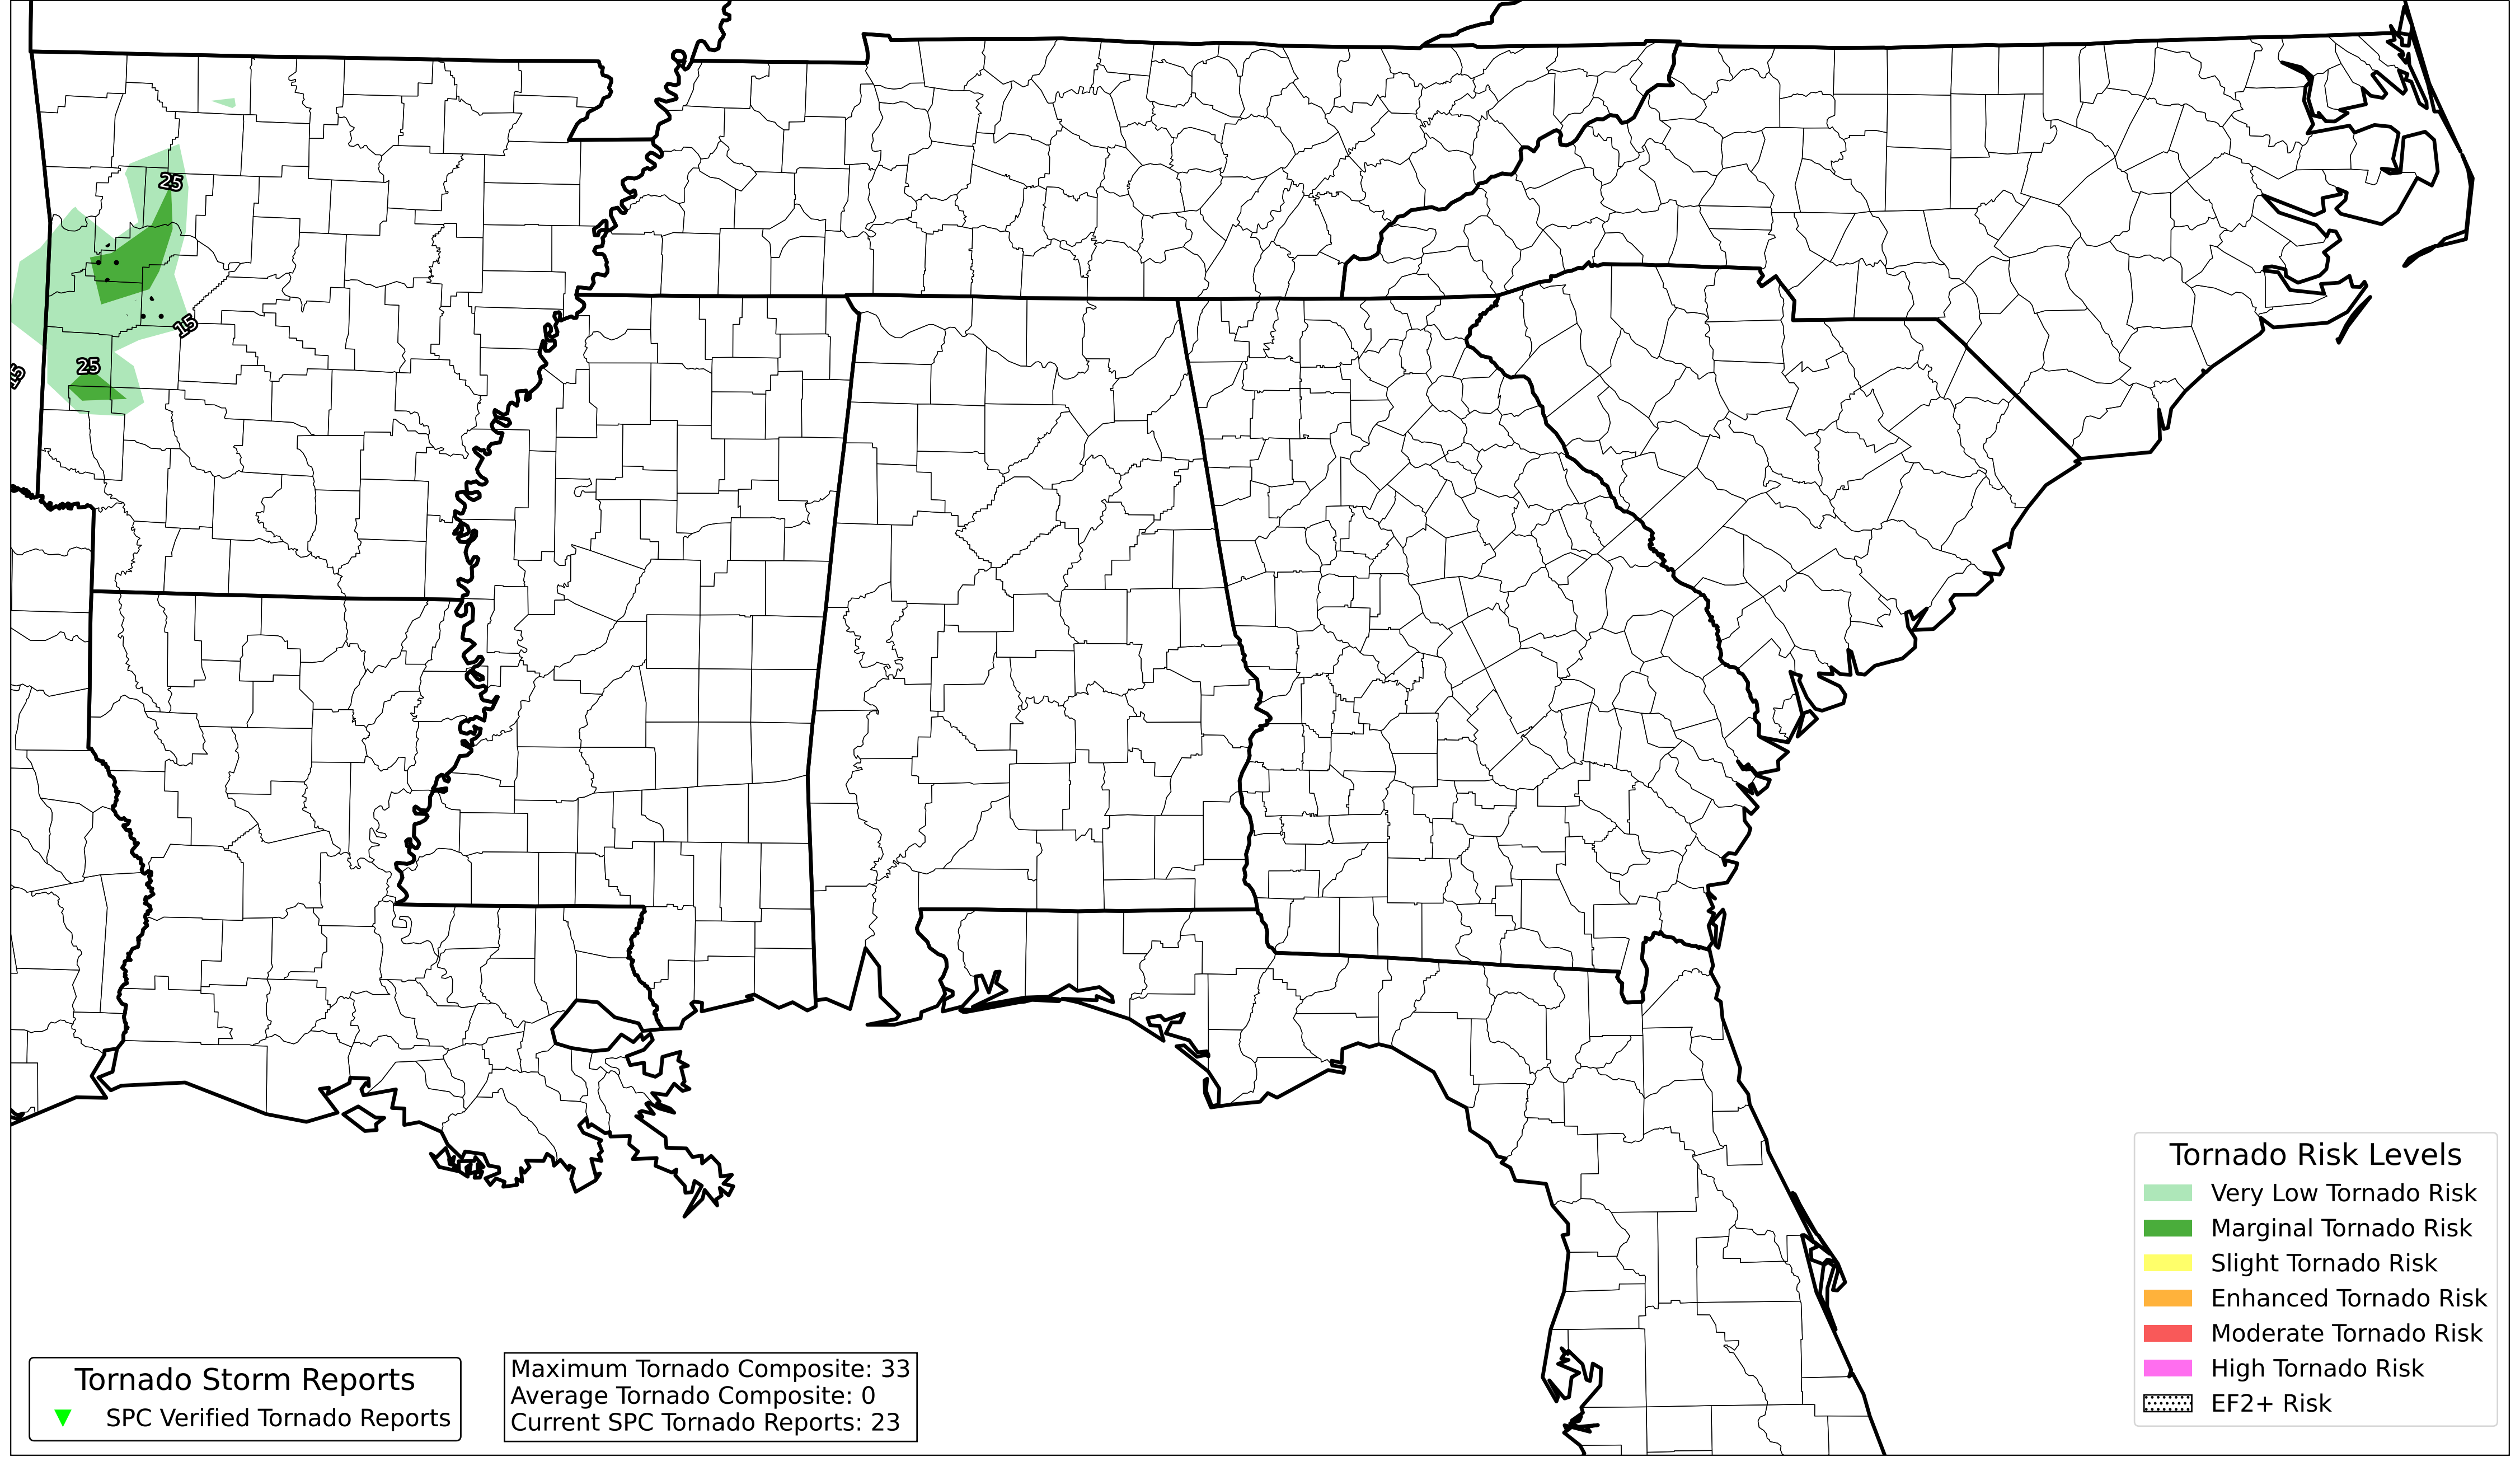 25
15
25
15
Tornado Risk Levels
Very Low Tornado Risk
Marginal Tornado Risk
Slight Tornado Risk
Enhanced Tornado Risk
Moderate Tornado Risk
High Tornado Risk
EF2+ Risk
Tornado Storm Reports
SPC Verified Tornado Reports
Maximum Tornado Composite: 33
Average Tornado Composite: 0
Current SPC Tornado Reports: 23